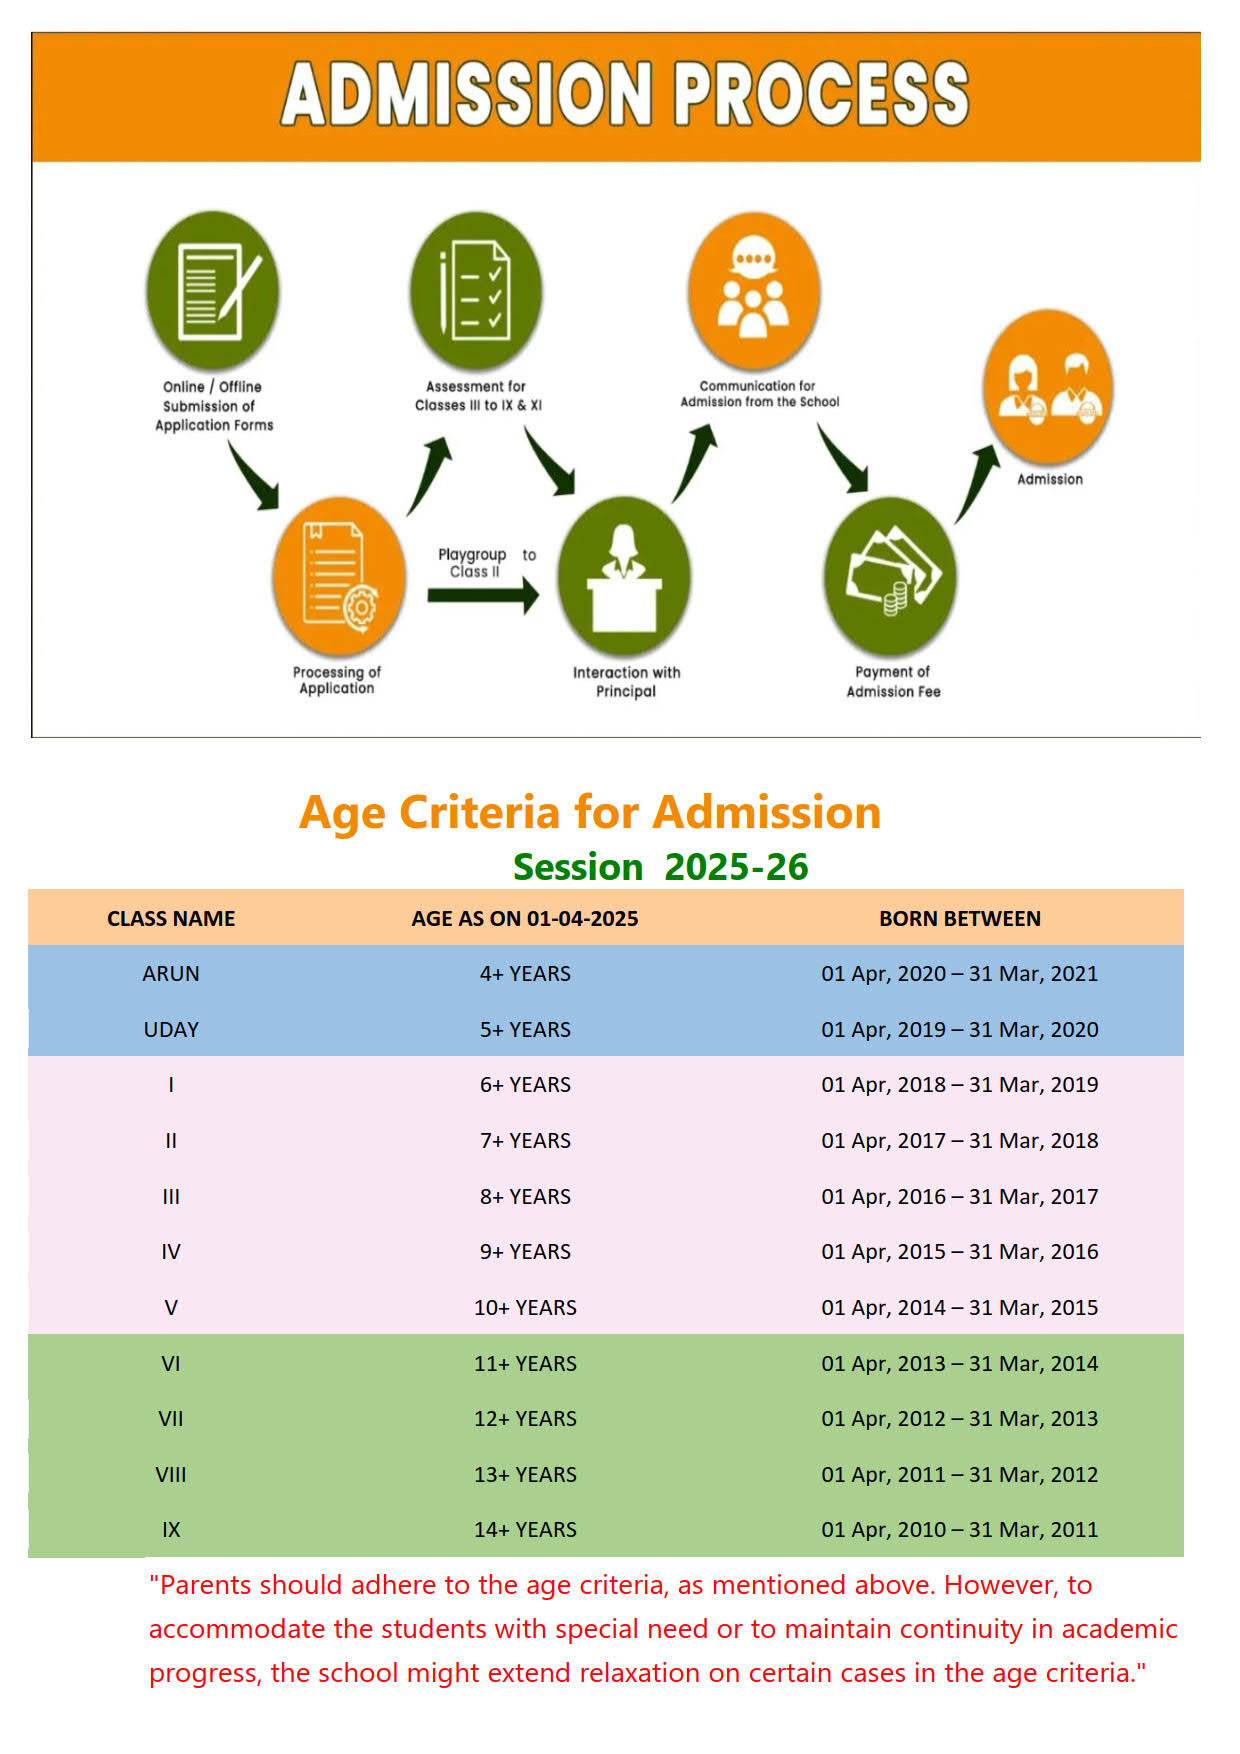 ADMISSION PROCESS
Online / Offline
Submission of
Application Forms
Processing of
Application
Assessment for
Classes III to IX & XI
Playgroup to
Class II
Interaction with
Principal
Communication for
Admission from the School
Payment of
Admission Fee
Admission
Age Criteria for Admission
Session 2025-26
CLASS NAME AGE AS ON 01-04-2025 BORN BETWEEN
ARUN 4+ YEARS 01 Apr, 2020 – 31 Mar, 2021
UDAY 5+ YEARS 01 Apr, 2019 – 31 Mar, 2020
I 6+ YEARS 01 Apr, 2018 – 31 Mar, 2019
II 7+ YEARS 01 Apr, 2017 – 31 Mar, 2018
III 8+ YEARS 01 Apr, 2016 – 31 Mar, 2017
IV 9+ YEARS 01 Apr, 2015 – 31 Mar, 2016
V 10+ YEARS 01 Apr, 2014 – 31 Mar, 2015
VI 11+ YEARS 01 Apr, 2013 – 31 Mar, 2014
VII 12+ YEARS 01 Apr, 2012 – 31 Mar, 2013
VIII 13+ YEARS 01 Apr, 2011 – 31 Mar, 2012
IX 14+ YEARS 01 Apr, 2010 – 31 Mar, 2011
"Parents should adhere to the age criteria, as mentioned above. However, to
accommodate the students with special need or to maintain continuity in academic
progress, the school might extend relaxation on certain cases in the age criteria."